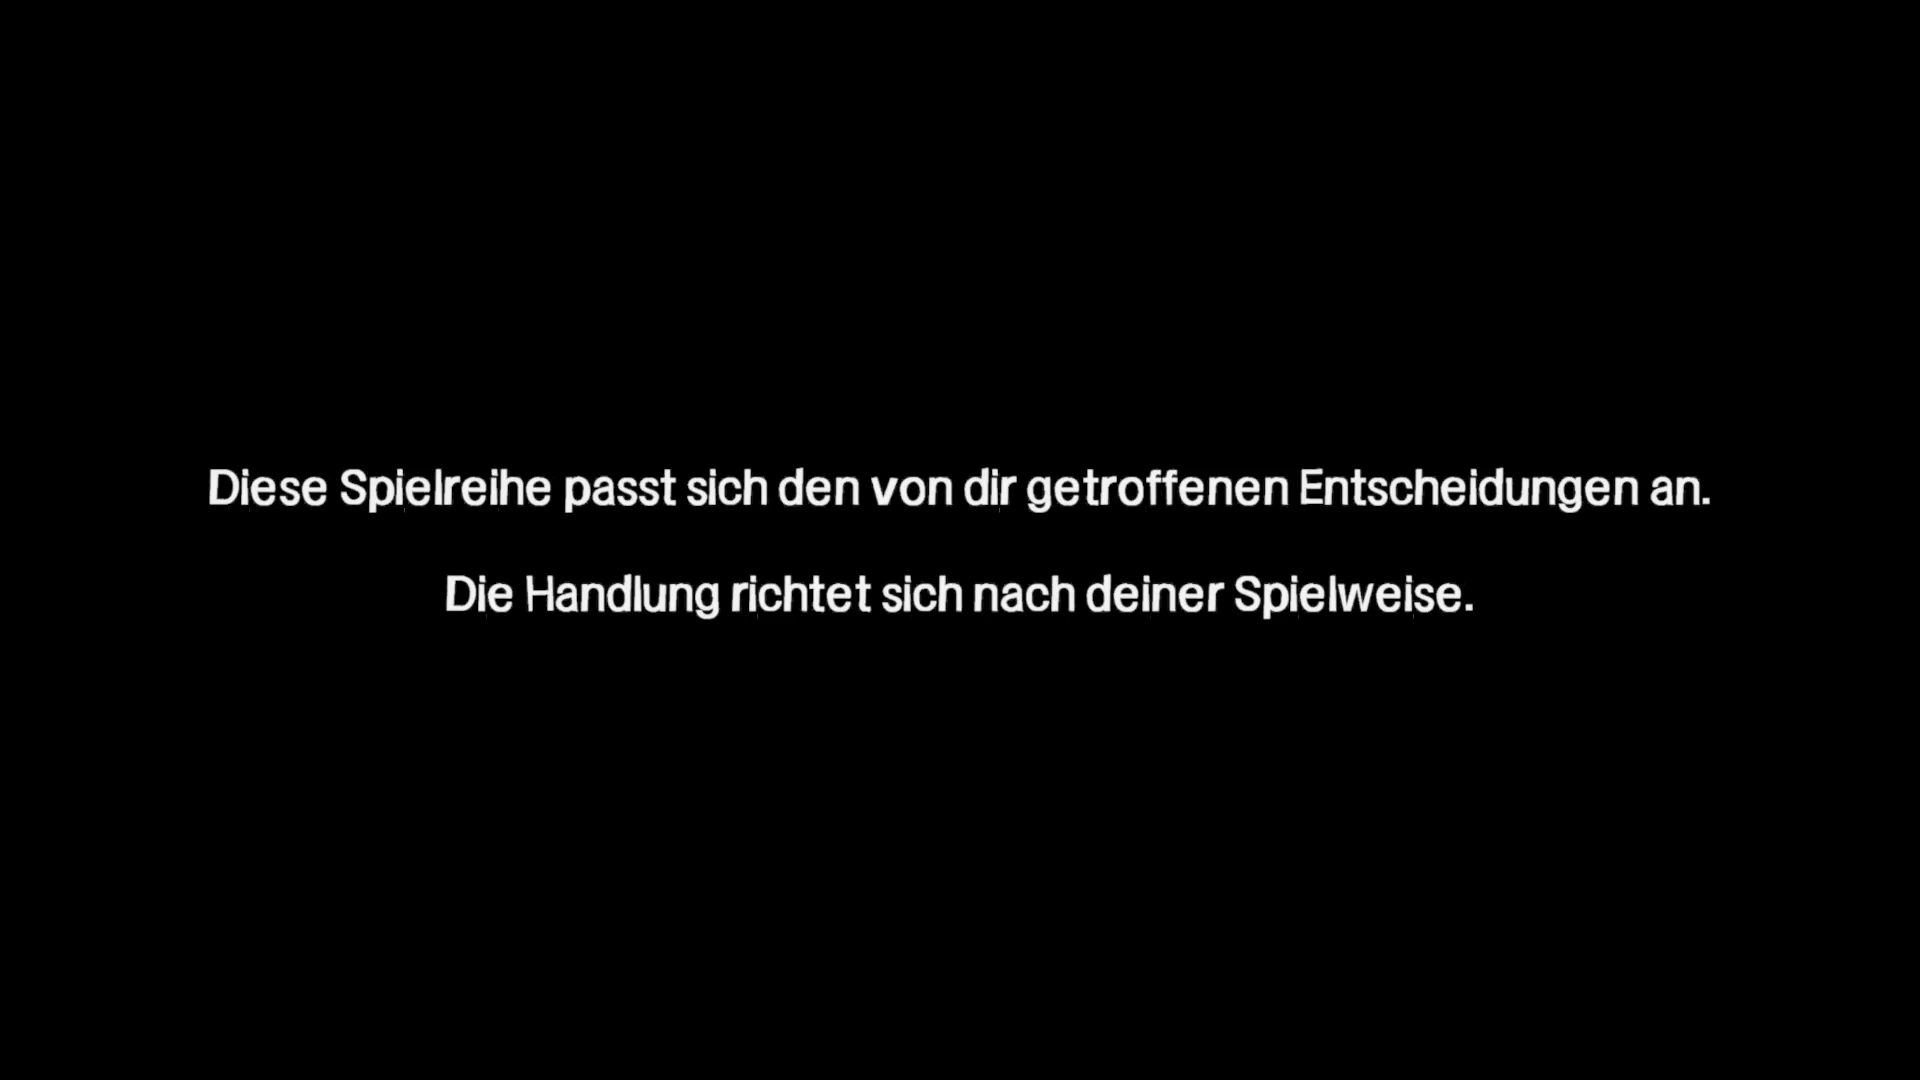 Diese Spielreihe passt sich den von dir getroffenen Entscheidungen an.
Die Handlung richtet sich nach deiner Spielweise.